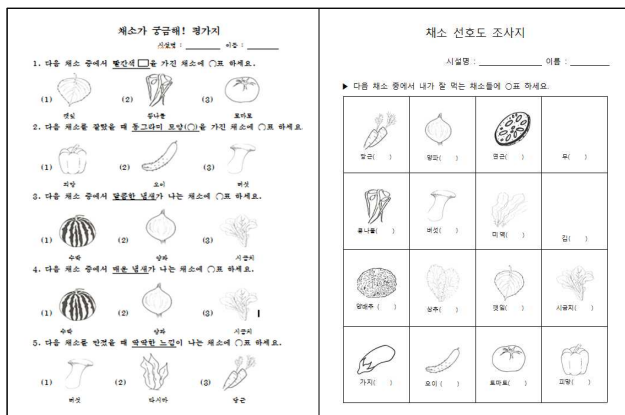 채소가 궁금해! 평가지
시설명 : 이름 :
1. 다음 채소 중에서 빨간색 을 가진 채소에 ○표 하세요.
(1) (2) (3)
깻잎 콩나물 토마토
2. 다음 채소를 잘랐을 때 동그라미 모양(○)을 가진 채소에 ○표 하세요.
(1) (2) (3)
피망 오이 버섯
3. 다음 채소 중에서 달콤한 냄새가 나는 채소에 ○표 하세요.
(1) (2) (3)
수박 양파 시금치
4. 다음 채소 중에서 매운 냄새가 나는 채소에 ○표 하세요.
(1) (2) (3)
수박 양파 시금치
5. 다음 채소를 만졌을 때 딱딱한 느낌이 나는 채소에 ○표 하세요.
(1) (2) (3)
버섯 다시마 당근
채소 선호도 조사지
시설명 : 이름 :
▶ 다음 채소 중에서 내가 잘 먹는 채소들에 ○표 하세요.
당근( ) 양파( ) 연근( ) 무( )
콩나물( ) 버섯( ) 미역( ) 김( )
양배추 ( ) 상추( ) 깻잎( ) 시금치( )
가지( ) 오이 ( ) 토마토( ) 피망( )